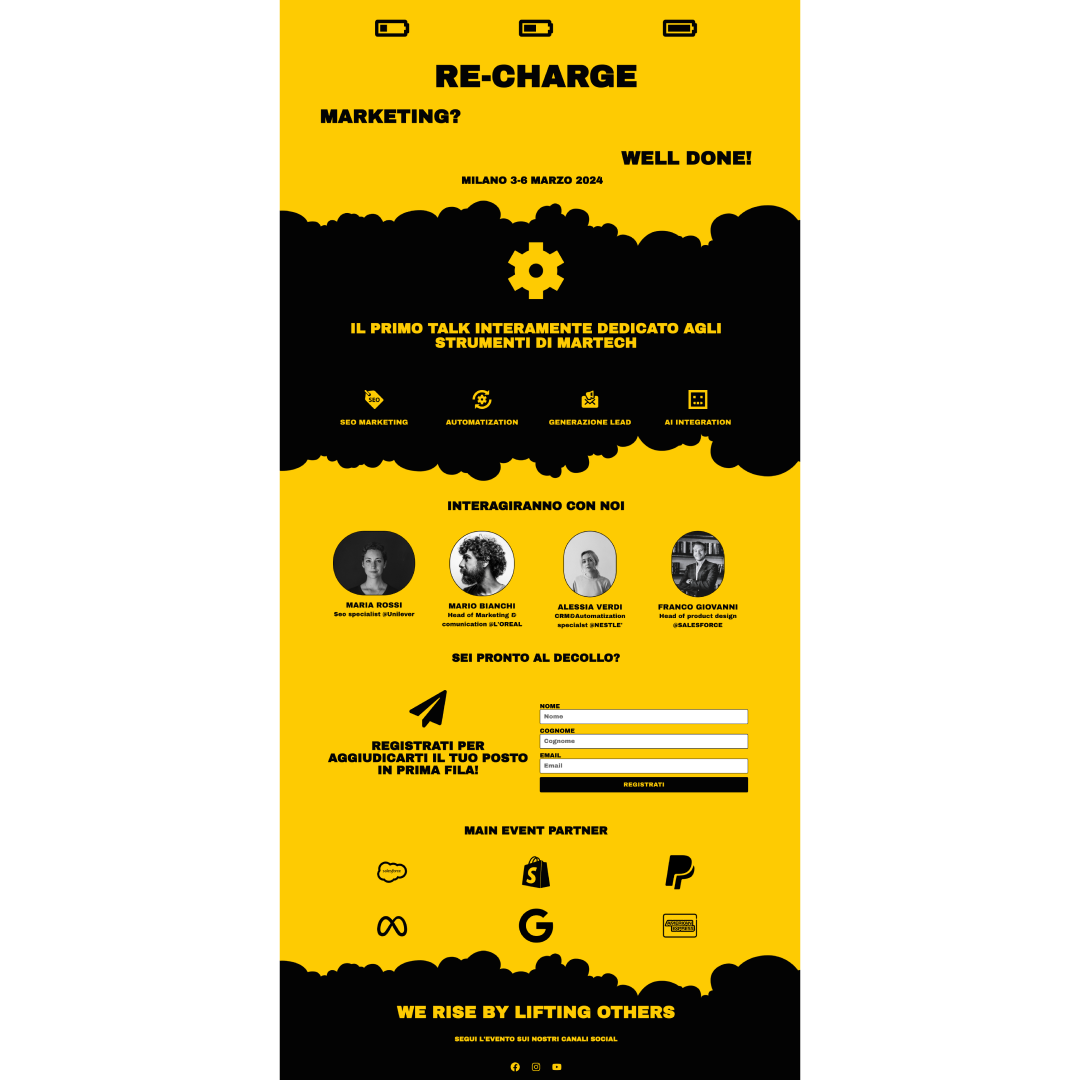 RE-CHARGE
MARKETING?
WELL DONE!
MILANO 3-6 MARZO 2024
IL PRIMO TALK INTERAMENTE DEDICATO AGLI
STRUMENTI DI MARTECH
SEO
SEO MARKETING
AUTOMATIZATION
GENERAZIONE LEAD
AI INTEGRATION
INTERAGIRANNO CON NOI
MARIA ROSSI
Seo specialist @Unilever
MARIO BIANCHI
Head of Marketing &
comunication @L'OREAL
ALESSIA VERDI
CRM&Automatization
specialst @NESTLE'
FRANCO GIOVANNI
Head of product design
@SALESFORCE
SEI PRONTO AL DECOLLO?
REGISTRATI PER
AGGIUDICARTI IL TUO POSTO
IN PRIMA FILA!
NOME
Nome
COGNOME
Cognome
EMAIL
Email
REGISTRATI
MAIN EVENT PARTNER
salesforce
AMERICAN
EXPRESS
WE RISE BY LIFTING OTHERS
SEGUI L'EVENTO SUI NOSTRI CANALI SOCIAL